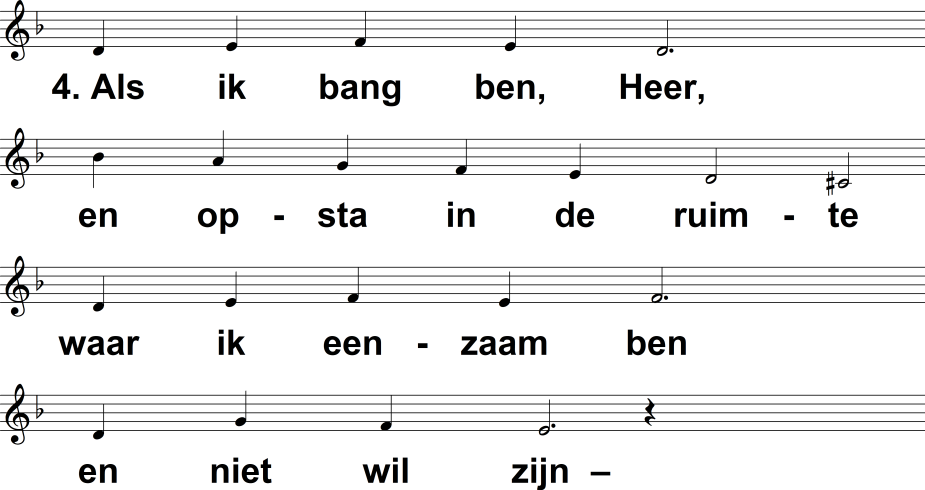 4. Als ik bang ben, Heer,
en op - sta in de ruim - te
waar ik een - zaam ben
en niet wil zijn –